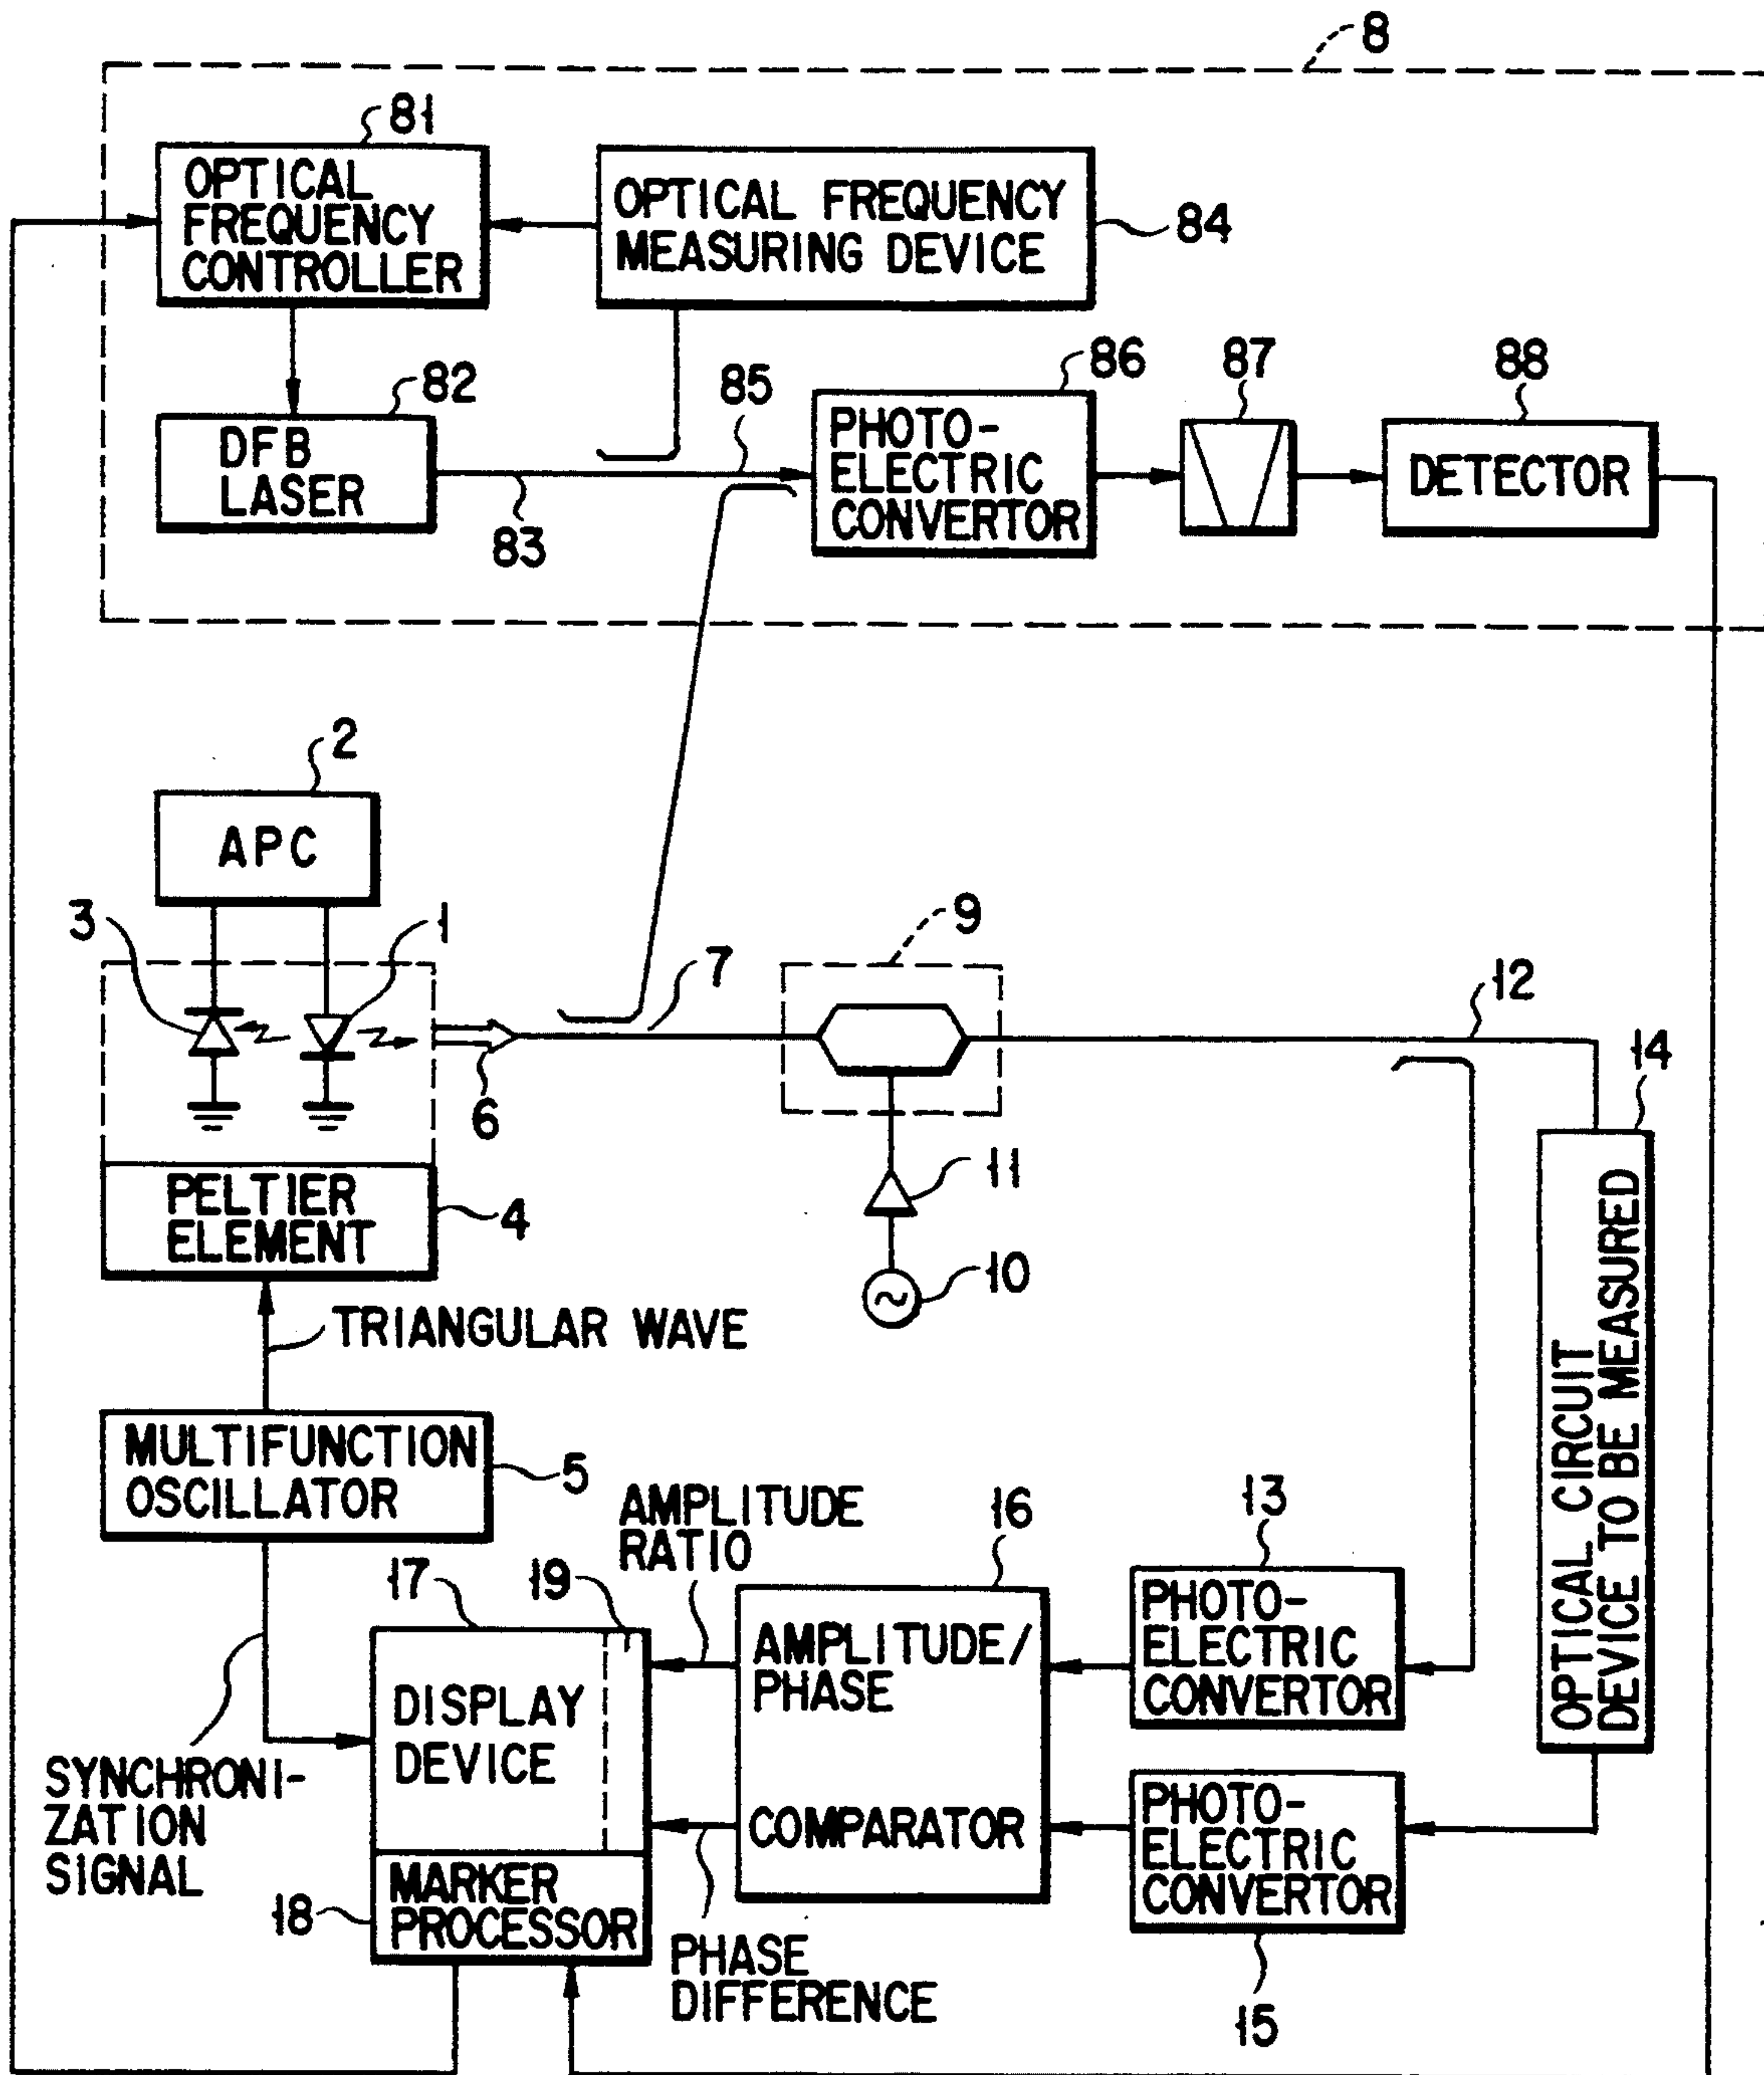 8
81
OPTICAL
FREQUENCY
CONTROLLER
OPTICAL FREQUENCY
MEASURING DEVICE
84
82
DFB
LASER
83
85
86
PHOTO-
ELECTRIC
CONVERTOR
87
88
DETECTOR
2
APC
3
1
6
7
9
11
10
12
14
OPTICAL CIRCUIT
DEVICE TO BE MEASURED
PELTIER
ELEMENT
4
TRIANGULAR WAVE
MULTIFUNCTION
OSCILLATOR
5
SYNCHRONI-
ZATION
SIGNAL
17
19
DISPLAY
DEVICE
18
MARKER
PROCESSOR
AMPLITUDE
RATIO
PHASE
DIFFERENCE
16
AMPLITUDE/
PHASE
COMPARATOR
13
PHOTO-
ELECTRIC
CONVERTOR
PHOTO-
ELECTRIC
CONVERTOR
15